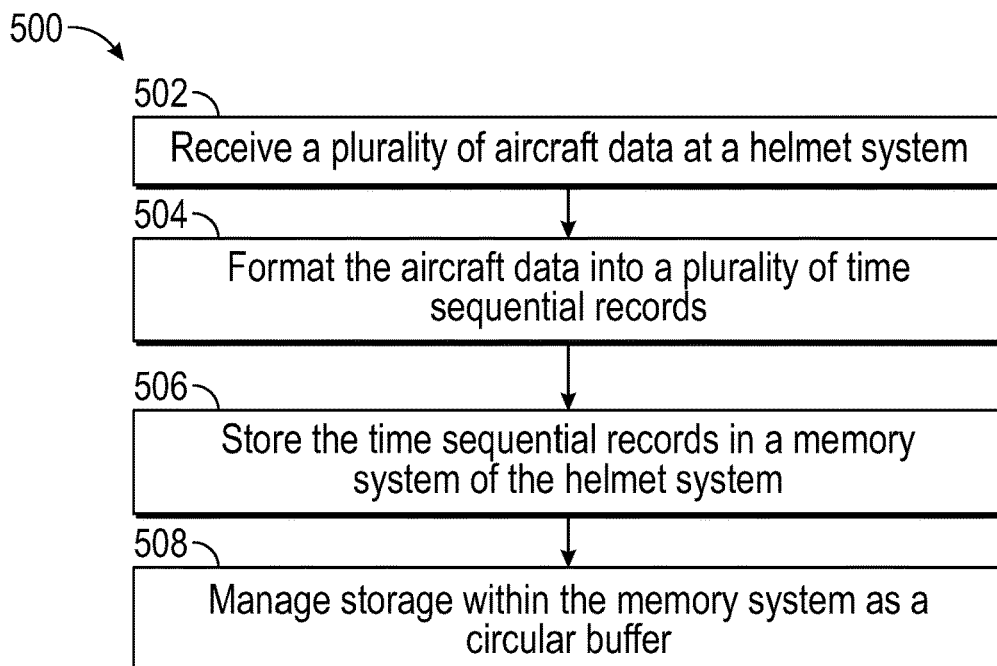 500
502
Receive a plurality of aircraft data at a helmet system
504
Format the aircraft data into a plurality of time
sequential records
506
Store the time sequential records in a memory
system of the helmet system
508
Manage storage within the memory system as a
circular buffer